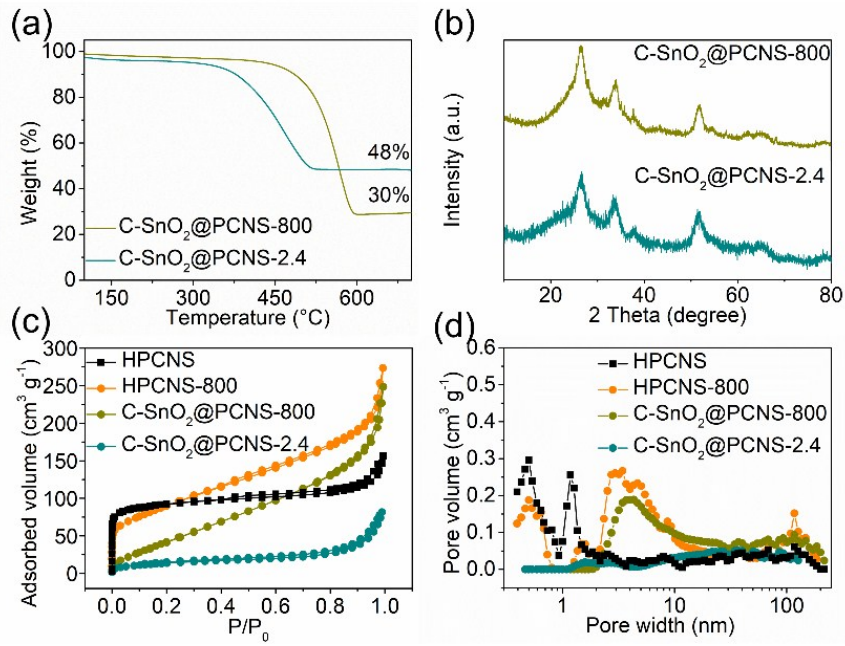 (a)
100
80
60
40
20
0
Weight (%)
48%
30%
C-SnO₂@PCNS-800
C-SnO₂@PCNS-2.4
150 300 450 600
Temperature (°C)
(b)
C-SnO₂@PCNS-800
C-SnO₂@PCNS-2.4
Intensity (a.u.)
20 40 60 80
2 Theta (degree)
(c)
300
250
200
150
100
50
0
Adsorbed volume (cm³ g⁻¹)
HPCNS
HPCNS-800
C-SnO₂@PCNS-800
C-SnO₂@PCNS-2.4
0.0 0.2 0.4 0.6 0.8 1.0
P/P₀
(d)
0.6
0.5
0.4
0.3
0.2
0.1
0.0
Pore volume (cm³ g⁻¹)
HPCNS
HPCNS-800
C-SnO₂@PCNS-800
C-SnO₂@PCNS-2.4
1 10 100
Pore width (nm)